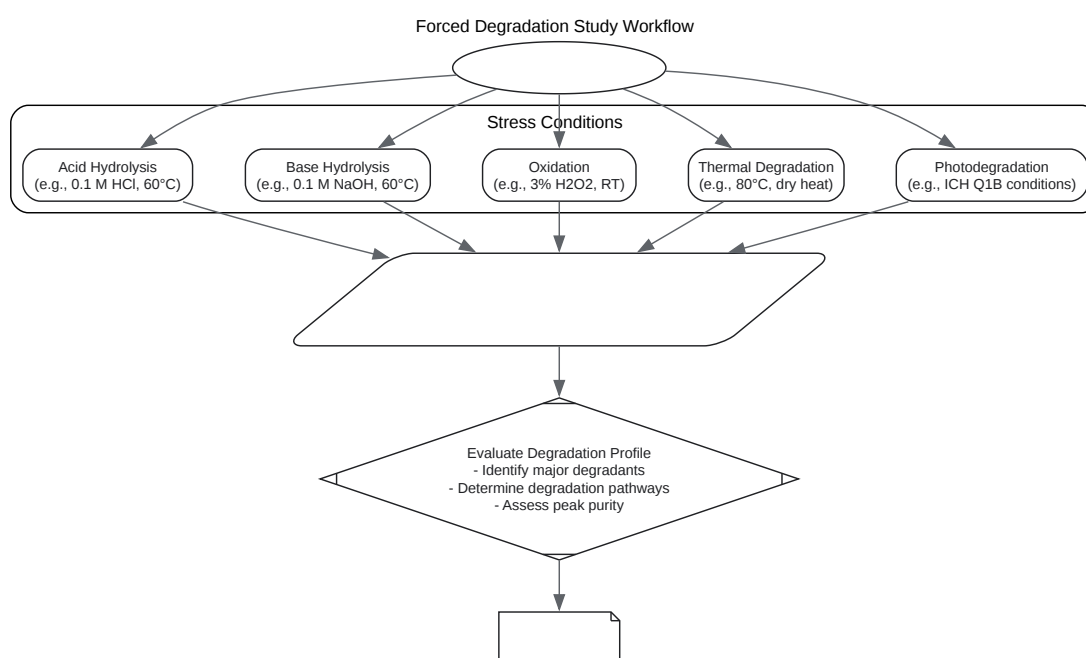 Forced Degradation Study Workflow
Stress Conditions
Acid Hydrolysis
(e.g., 0.1 M HCl, 60°C)
Base Hydrolysis
(e.g., 0.1 M NaOH, 60°C)
Oxidation
(e.g., 3% H2O2, RT)
Thermal Degradation
(e.g., 80°C, dry heat)
Photodegradation
(e.g., ICH Q1B conditions)
Evaluate Degradation Profile
- Identify major degradants
- Determine degradation pathways
- Assess peak purity